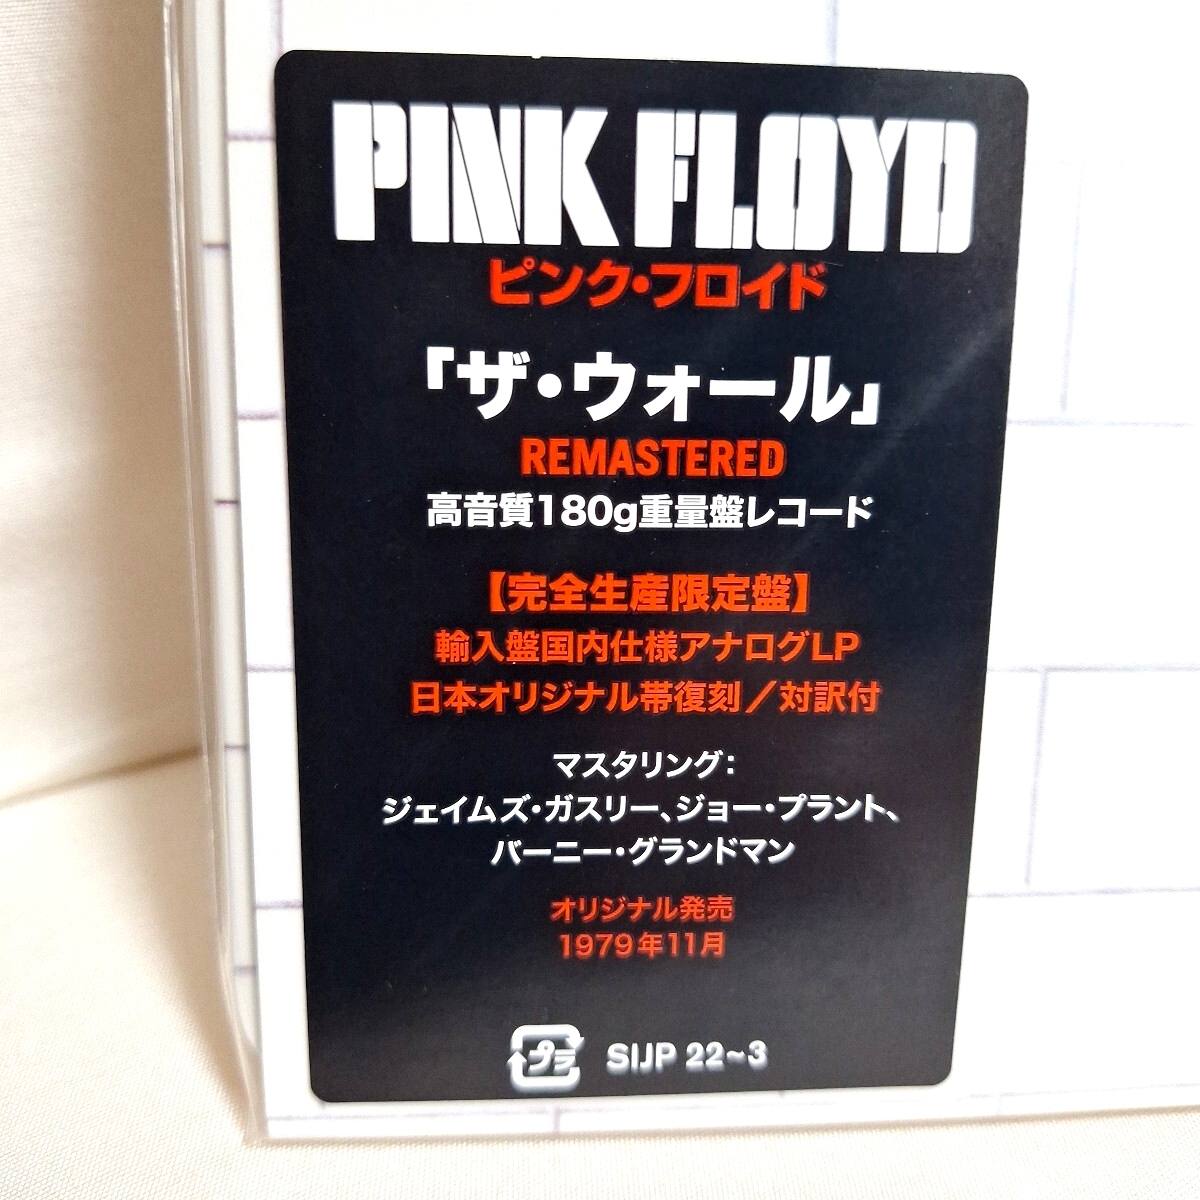 PINK FLOYD
ピンク・フロイド
「ザ・ウォール」
REMASTERED
高音質180g重量盤レコード
【完全生産限定盤】
輸入盤国内仕様アナログLP
日本オリジナル帯復刻／対訳付
マスタリング：
ジェイムズ・ガスリー、ジョー・プラント、
バーニー・グランドマン
オリジナル発売
1979年11月
プラ SIJP 22~3